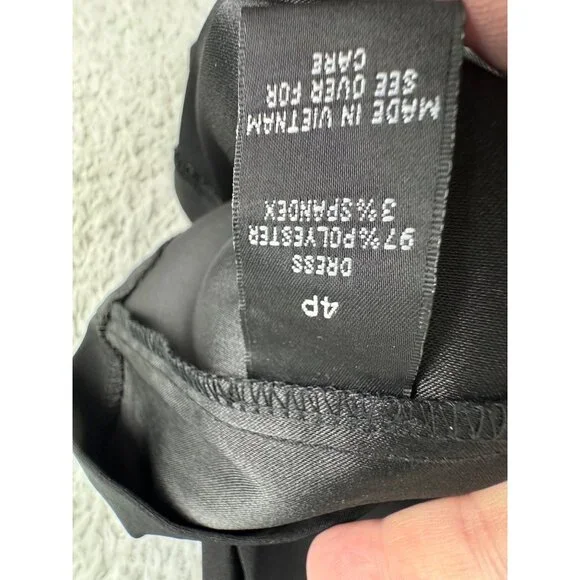 4P
DRESS
97%POLYESTER
3%SPANDEX
MADE IN VIETNAM
SEE OVER FOR
CARE